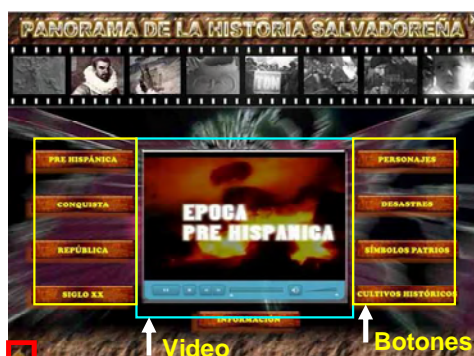 PANORAMA DE LA HISTORIA SALVADOREÑA
PRE HISPÁNICA
CONQUISTA
REPÚBLICA
SIGLO XX
EPOCA
PRE HISPANICA
PERSONAJES
DESASTRES
SÍMBOLOS PATRIOS
CULTIVOS HISTÓRICOS
INFORMACIÓN
Video
Botones